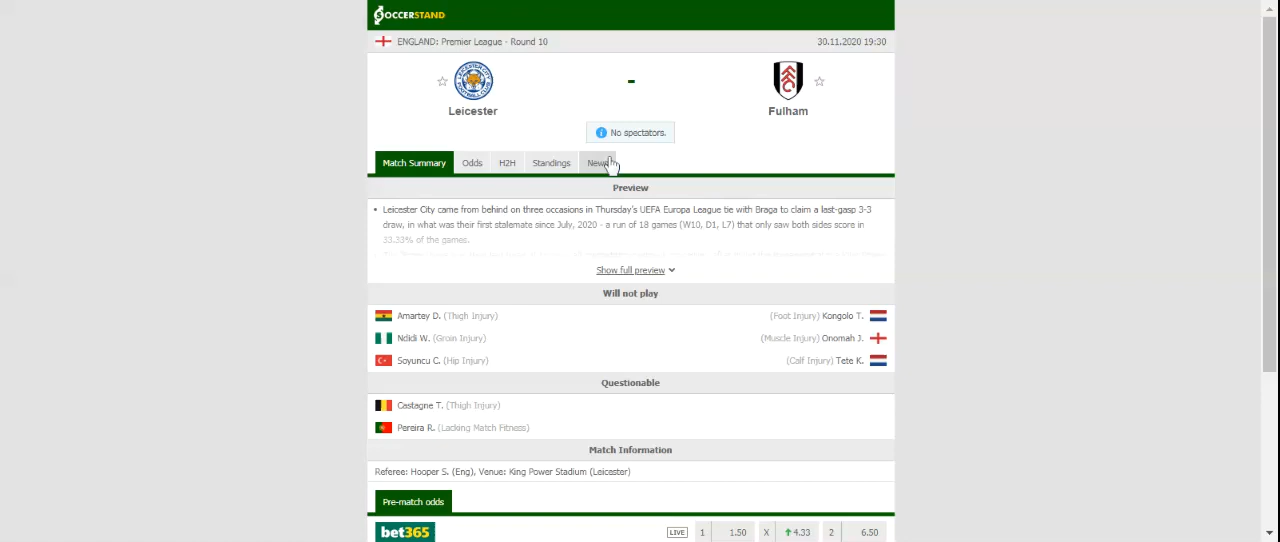 SOCCERSTAND
ENGLAND: Premier League - Round 10 30.11.2020 19:30
-
Leicester Fulham
No spectators.
Match Summary Odds H2H Standings News
Preview
• Leicester City came from behind on three occasions in Thursday's UEFA Europa League tie with Braga to claim a last-gasp 3-3
draw, in what was their first stalemate since July, 2020 - a run of 18 games (W10, D1, L7) that only saw both sides score in
33.33% of the games.
Show full preview
Will not play
Amartey D. (Thigh Injury) (Foot Injury) Kongolo T.
Ndidi W. (Groin Injury) (Muscle Injury) Onomah J.
Soyuncu C. (Hip Injury) (Calf Injury) Tete K.
Questionable
Castagne T. (Thigh Injury)
Pereira R. (Lacking Match Fitness)
Match Information
Referee: Hooper S. (Eng), Venue: King Power Stadium (Leicester)
Pre-match odds
bet365 LIVE 1 1.50 X 4.33 2 6.50